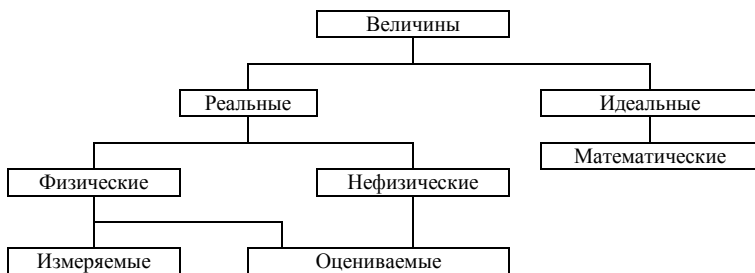 Величины
Реальные
Идеальные
Математические
Физические
Нефизические
Измеряемые
Оцениваемые